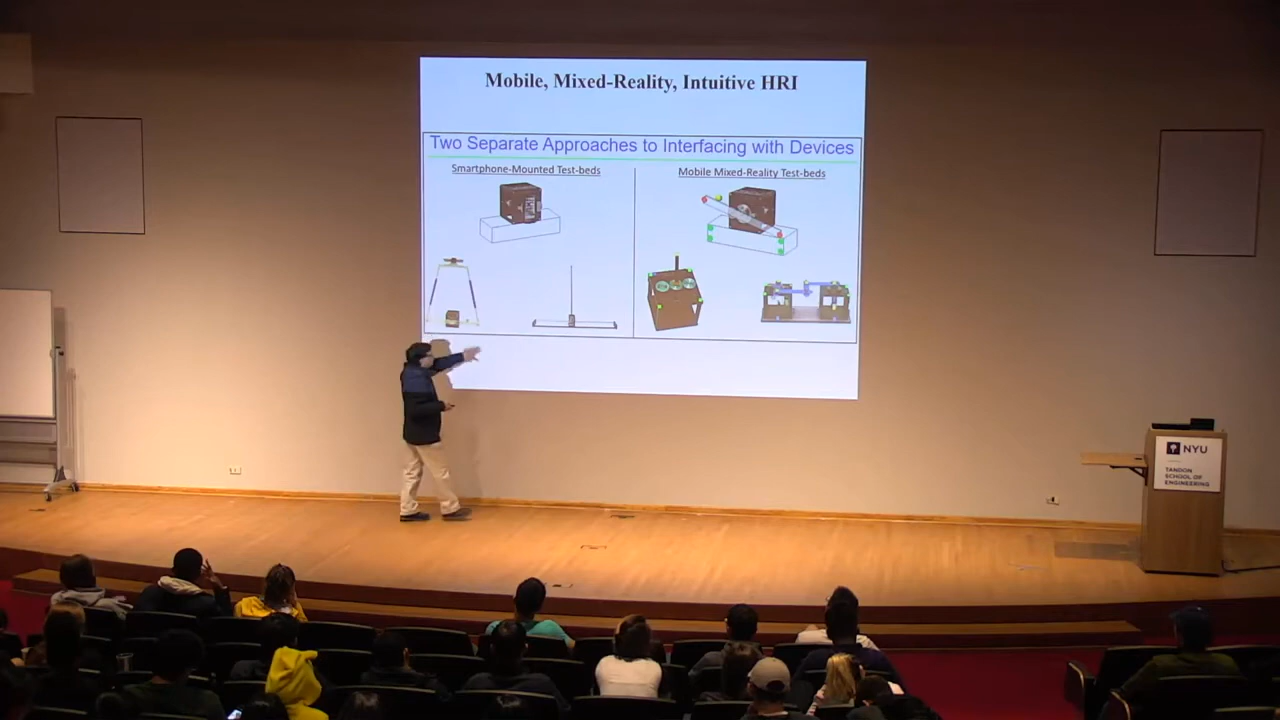 Mobile, Mixed-Reality, Intuitive HRI
Two Separate Approaches to Interfacing with Devices
Smartphone-Mounted Test-beds
Mobile Mixed-Reality Test-beds
NYU
TANDON
SCHOOL OF
ENGINEERING